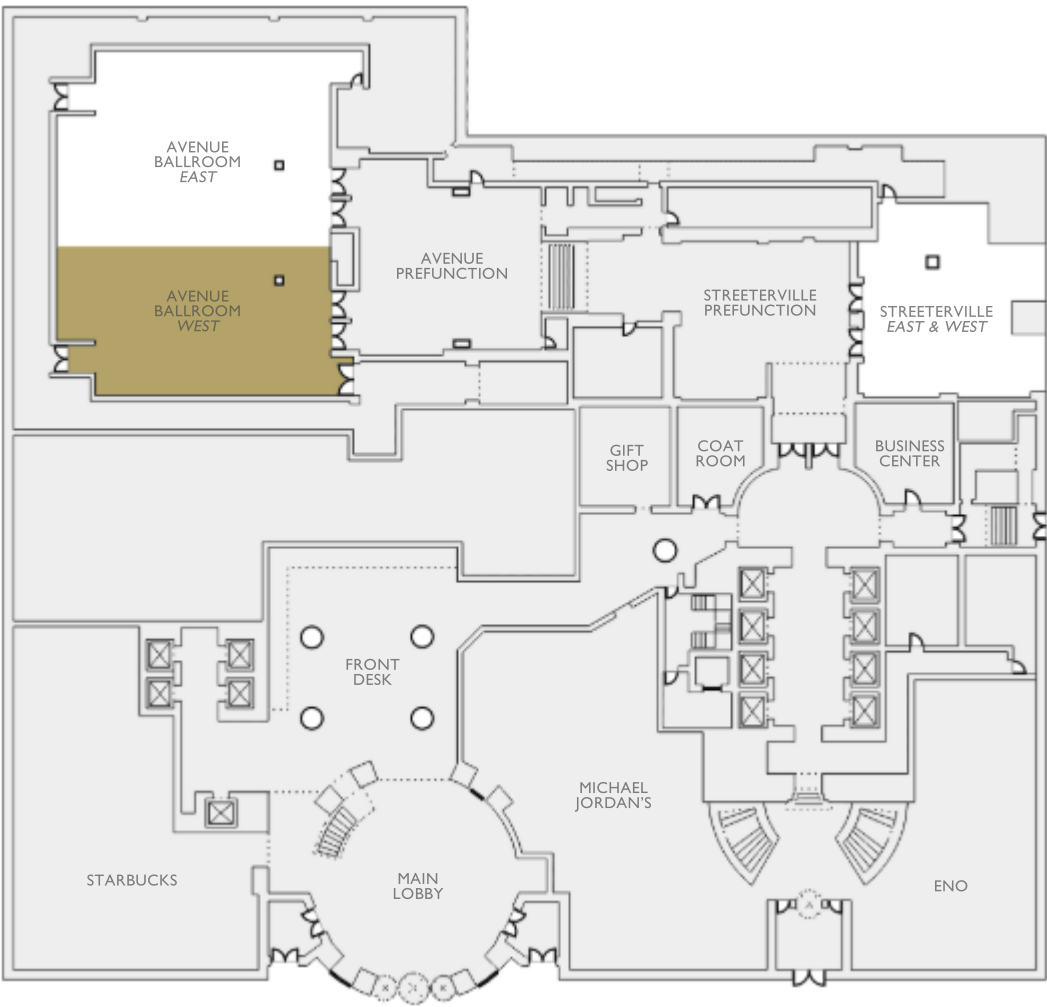 AVENUE
BALLROOM
EAST
AVENUE
BALLROOM
WEST
AVENUE
PREFUNCTION
STREETERVILLE
PREFUNCTION
STREETERVILLE
EAST & WEST
GIFT
SHOP
COAT
ROOM
BUSINESS
CENTER
FRONT
DESK
MICHAEL
JORDAN'S
STARBUCKS
MAIN
LOBBY
ENO